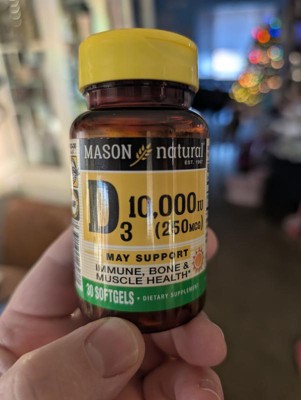 MASON natural
EST. 1967
D3 10,000 IU
(250 MCG)
MAY SUPPORT
IMMUNE, BONE &
MUSCLE HEALTH*
30 SOFTGELS • DIETARY SUPPLEMENT